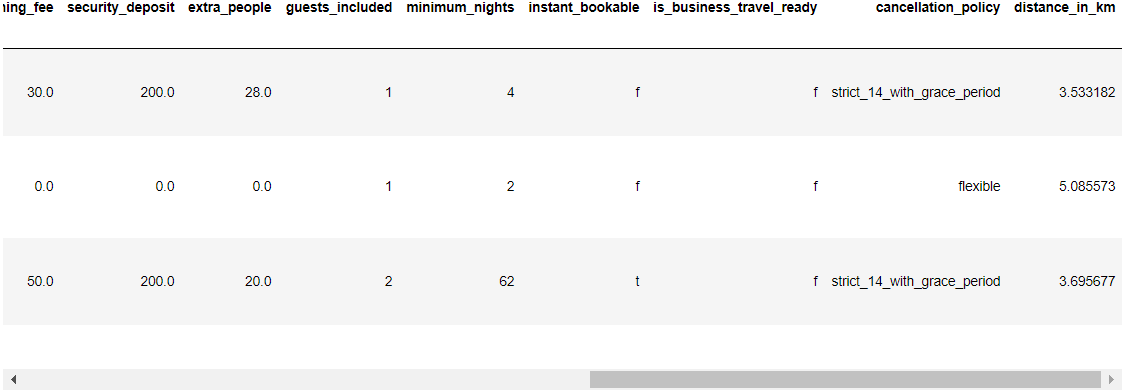 ning_fee security_deposit extra_people guests_included minimum_nights instant_bookable is_business_travel_ready cancellation_policy distance_in_km
30.0 200.0 28.0 1 4 f f strict_14_with_grace_period 3.533182
0.0 0.0 0.0 1 2 f f flexible 5.085573
50.0 200.0 20.0 2 62 t f strict_14_with_grace_period 3.695677